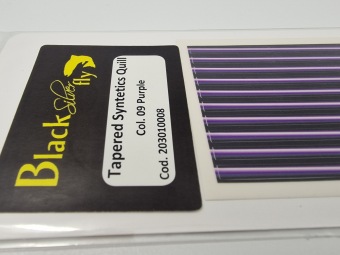 Black
Silver
fly
Tapered Syntetics Quill
Col. 09 Purple
Cod. 203010008